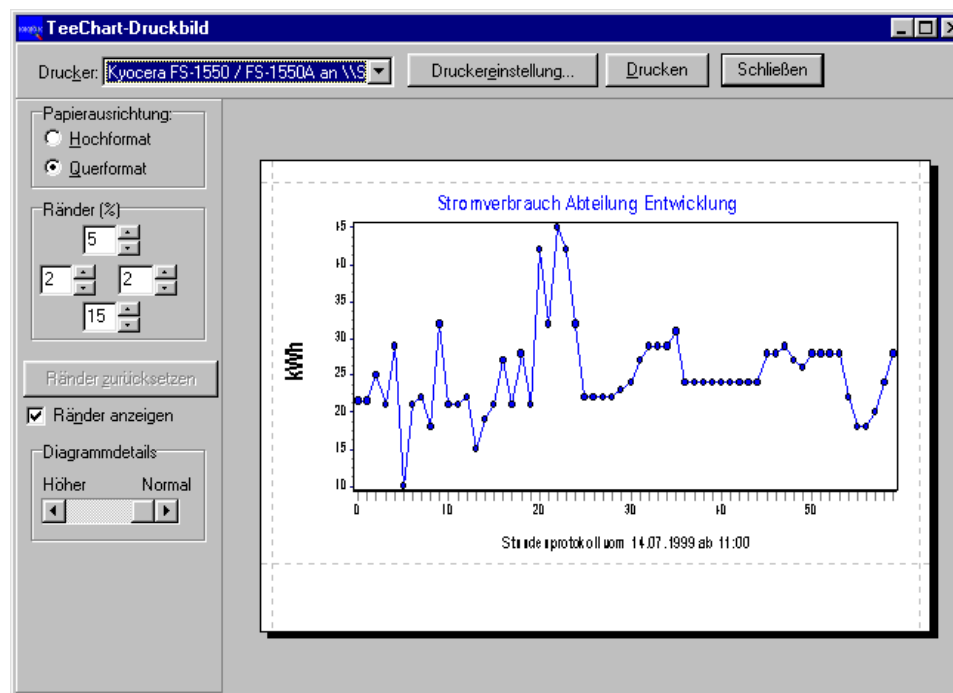 TeeChart-Druckbild
Drucker: Kyocera FS-1550 / FS-1550A an \\S Druckereinstellung... Drucken Schließen
Papierausrichtung:
Hochformat
Querformat
Ränder (%)
5
2 2
15
Ränder zurücksetzen
Ränder anzeigen
Diagrammdetails
Höher Normal
Stromverbrauch Abteilung Entwicklung
45
40
35
30
25
20
15
10
kWh
0 10 20 30 40 50
Stundenprotokoll vom 14.07.1999 ab 11:00